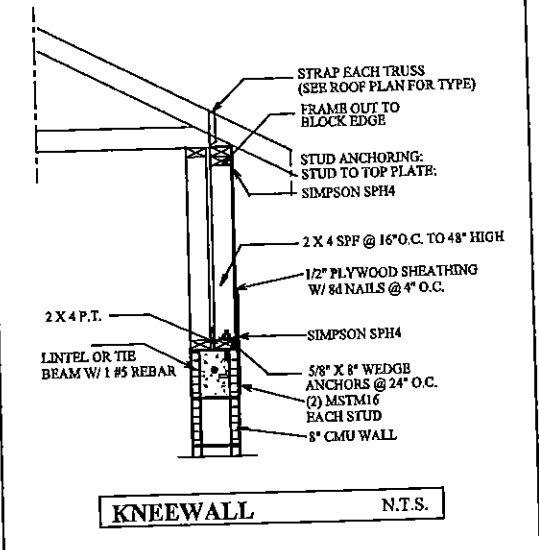 STRAP EACH TRUSS
(SEE ROOF PLAN FOR TYPE)
FRAME OUT TO
BLOCK EDGE
STUD ANCHORING:
STUD TO TOP PLATE:
SIMPSON SPH4
2 X 4 SPF @ 16" O.C. TO 48" HIGH
1/2" PLYWOOD SHEATHING
W/ 8d NAILS @ 4" O.C.
2 X 4 P.T.
SIMPSON SPH4
LINTEL OR TIE
BEAM W/ 1 #5 REBAR
5/8" X 8" WEDGE
ANCHORS @ 24" O.C.
(2) MSTM16
EACH STUD
8" CMU WALL
KNEEWALL N.T.S.